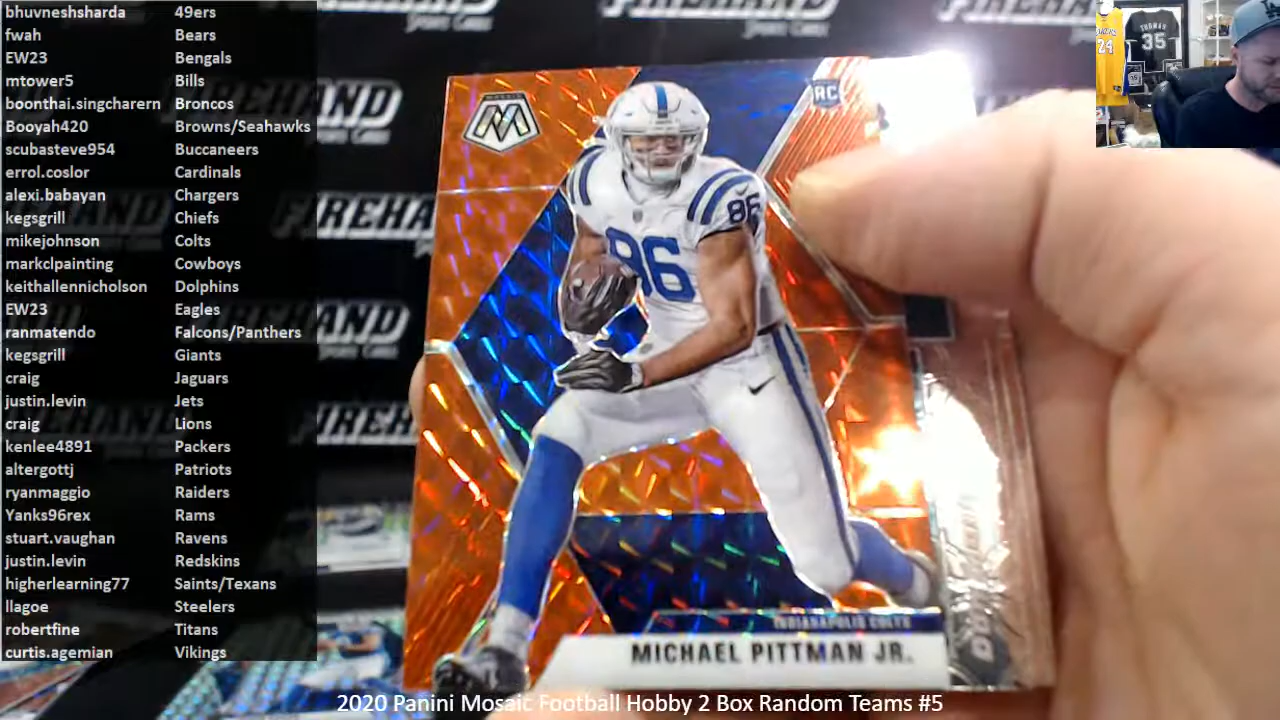 bhuvneshsharda 49ers
fwah Bears
EW23 Bengals
mtower5 Bills
boonthai.singcharern Broncos
Booyah420 Browns/Seahawks
scubasteve954 Buccaneers
errol.coslor Cardinals
alexi.babayan Chargers
kegsgrill Chiefs
mikejohnson Colts
markclpainting Cowboys
keithallennicholson Dolphins
EW23 Eagles
ranmatendo Falcons/Panthers
kegsgrill Giants
craig Jaguars
justin.levin Jets
craig Lions
kenlee4891 Packers
altergottj Patriots
ryanmaggio Raiders
Yanks96rex Rams
stuart.vaughan Ravens
justin.levin Redskins
higherlearning77 Saints/Texans
llagoe Steelers
robertfine Titans
curtis.agemian Vikings
MOSAIC
M
RC
86
86
INDIANAPOLIS COLTS
MICHAEL PITTMAN JR.
THOMAS
35
24
FIREHAND
2020 Panini Mosaic Football Hobby 2 Box Random Teams #5